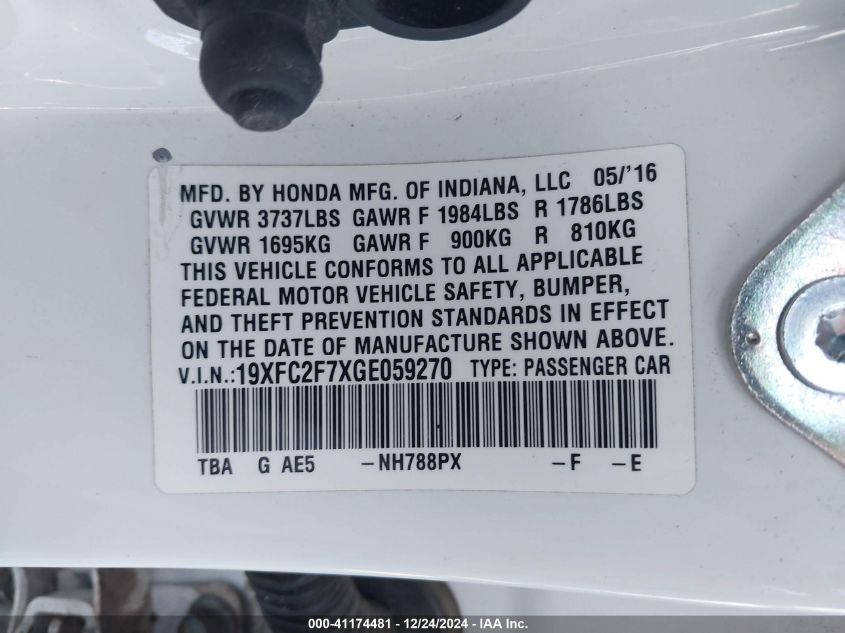 MFD. BY HONDA MFG. OF INDIANA, LLC 05/'16
GVWR 3737LBS GAWR F 1984LBS R 1786LBS
GVWR 1695KG GAWR F 900KG R 810KG
THIS VEHICLE CONFORMS TO ALL APPLICABLE
FEDERAL MOTOR VEHICLE SAFETY, BUMPER,
AND THEFT PREVENTION STANDARDS IN EFFECT
ON THE DATE OF MANUFACTURE SHOWN ABOVE.
V.I.N.:19XFC2F7XGE059270 TYPE: PASSENGER CAR
TBA G AE5 -NH788PX -F -E
000-41174481 - 12/24/2024 - IAA Inc.